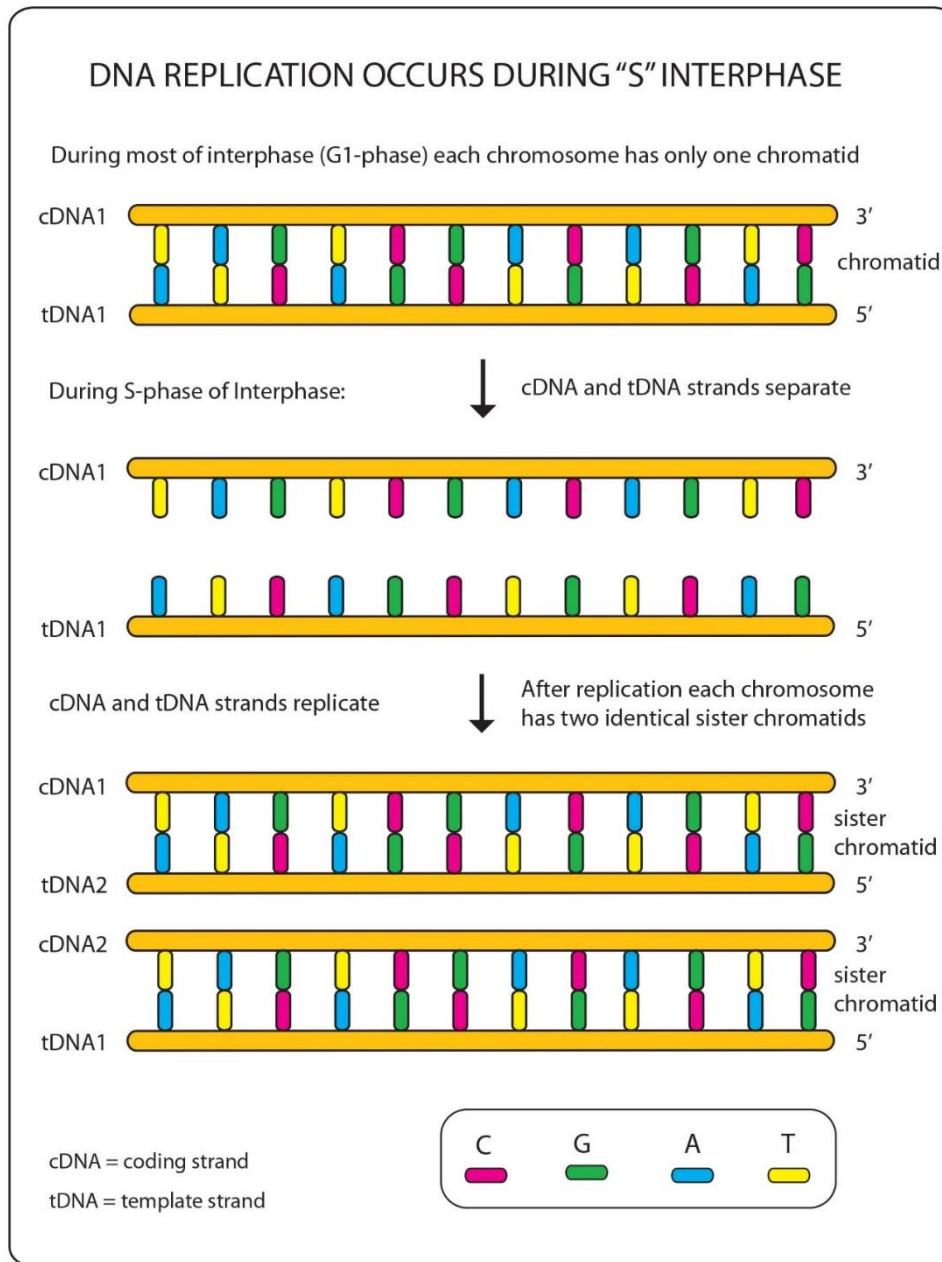 DNA REPLICATION OCCURS DURING “S” INTERPHASE
During most of interphase (G1-phase) each chromosome has only one chromatid
cDNA1
3′
chromatid
tDNA1
5′
During S-phase of Interphase:
cDNA and tDNA strands separate
cDNA1
3′
tDNA1
5′
cDNA and tDNA strands replicate
After replication each chromosome
has two identical sister chromatids
cDNA1
3′
sister
chromatid
tDNA2
5′
cDNA2
3′
sister
chromatid
tDNA1
5′
cDNA = coding strand
tDNA = template strand
C G A T